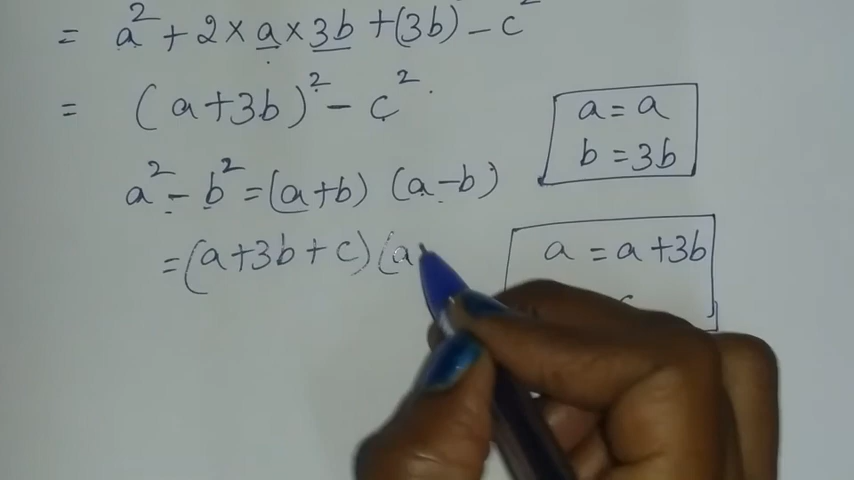 = a² + 2 × a × 3b + (3b) - c²
= (a+3b)² - c²
a = a
b = 3b
a² - b² = (a+b) (a-b)
= (a+3b+c) (a
a = a+3b
c